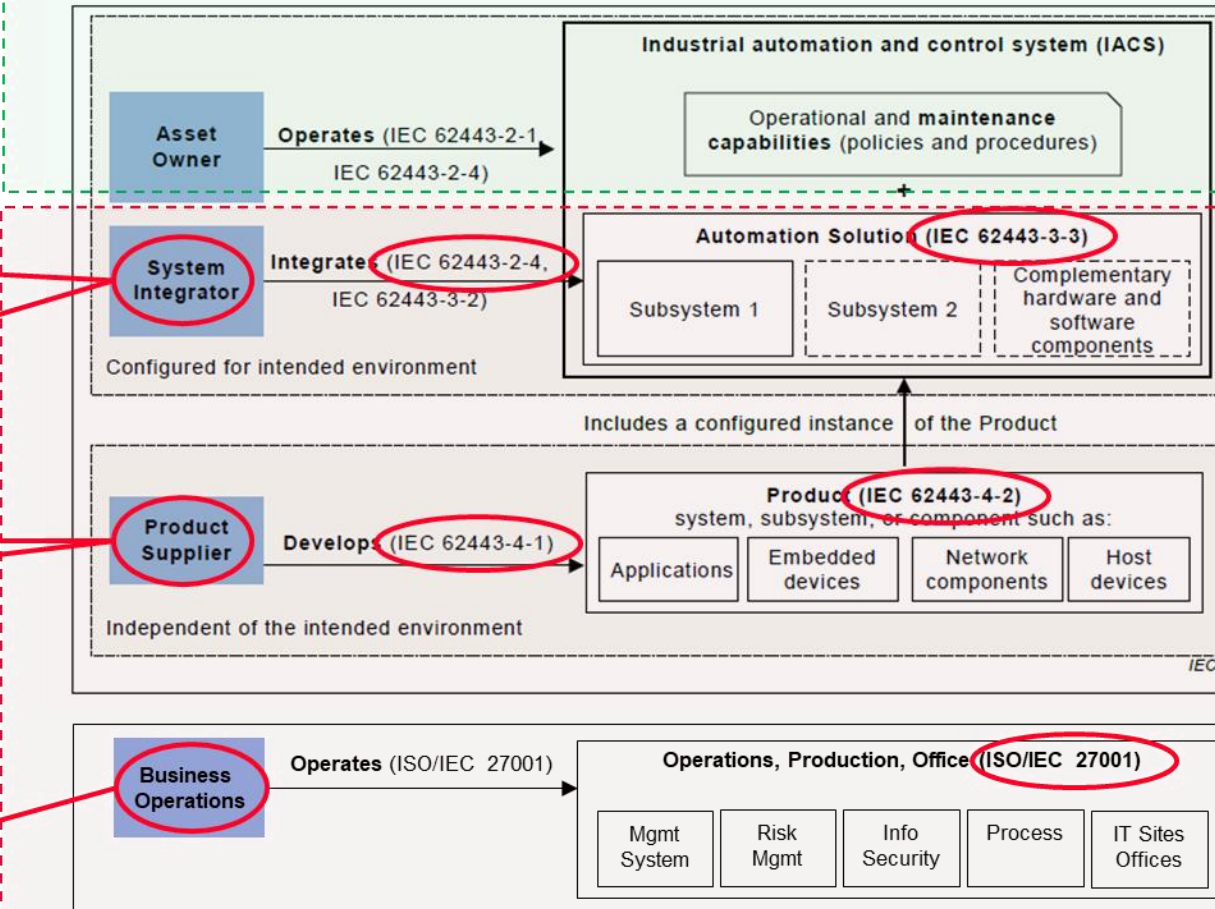 Industrial automation and control system (IACS)
Asset
Owner
Operates (IEC 62443-2-1
IEC 62443-2-4)
Operational and maintenance
capabilities (policies and procedures)
+
System
Integrator
Integrates (IEC 62443-2-4,
IEC 62443-3-2)
Automation Solution (IEC 62443-3-3)
Subsystem 1
Subsystem 2
Complementary
hardware and
software
components
Configured for intended environment
Includes a configured instance of the Product
Product
Supplier
Develops (IEC 62443-4-1)
Product (IEC 62443-4-2)
system, subsystem, or component such as:
Applications
Embedded
devices
Network
components
Host
devices
Independent of the intended environment
IEC
Business
Operations
Operates (ISO/IEC 27001)
Operations, Production, Office (ISO/IEC 27001)
Mgmt
System
Risk
Mgmt
Info
Security
Process
IT Sites
Offices